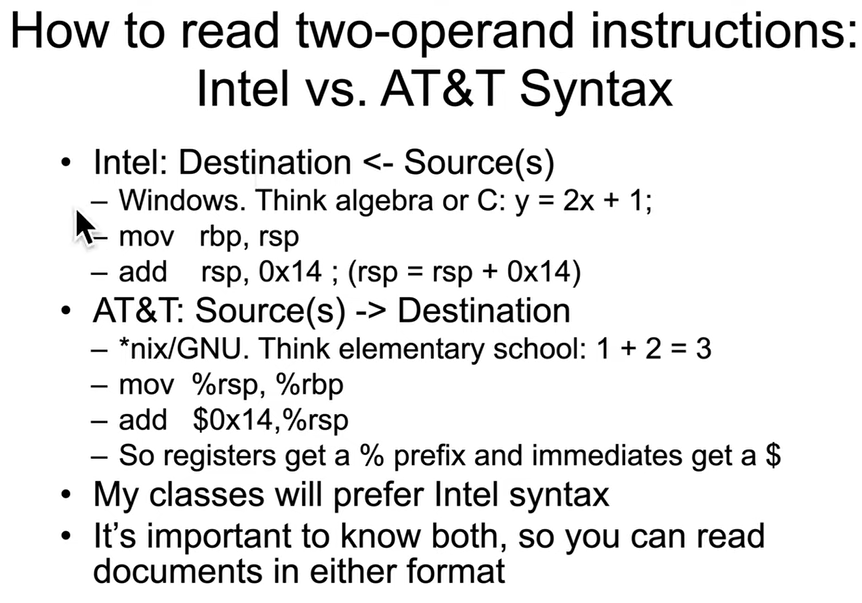 How to read two-operand instructions:
Intel vs. AT&T Syntax
• Intel: Destination <- Source(s)
– Windows. Think algebra or C: y = 2x + 1;
– mov rbp, rsp
– add rsp, 0x14 ; (rsp = rsp + 0x14)
• AT&T: Source(s) -> Destination
– *nix/GNU. Think elementary school: 1 + 2 = 3
– mov %rsp, %rbp
– add $0x14,%rsp
– So registers get a % prefix and immediates get a $
• My classes will prefer Intel syntax
• It’s important to know both, so you can read
documents in either format